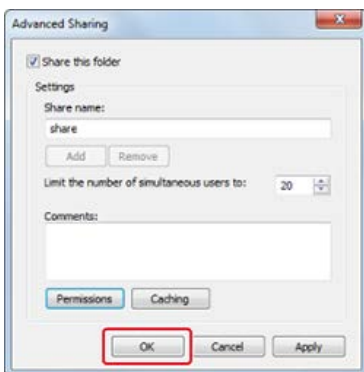 Advanced Sharing
Share this folder
Settings
Share name:
share
Add Remove
Limit the number of simultaneous users to: 20
Comments:
Permissions Caching
OK Cancel Apply